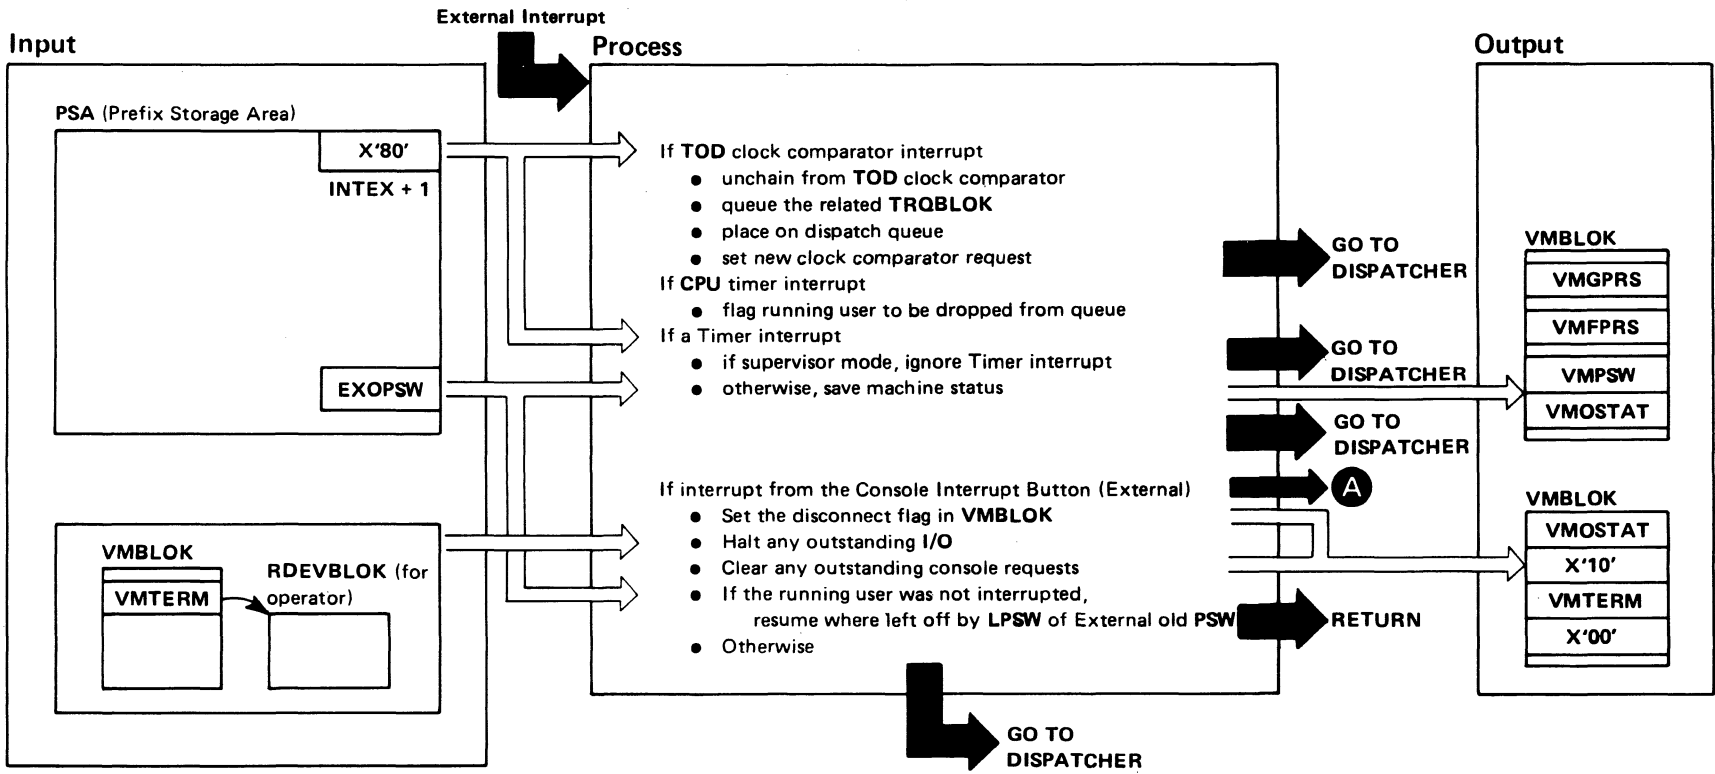 External Interrupt
Input
Process
Output
PSA (Prefix Storage Area)
X'80'
INTEX + 1
EXOPSW
VMBLOK
VMTERM
RDEVBLOK (for
operator)
If TOD clock comparator interrupt
● unchain from TOD clock comparator
● queue the related TRQBLOK
● place on dispatch queue
● set new clock comparator request
If CPU timer interrupt
● flag running user to be dropped from queue
If a Timer interrupt
● if supervisor mode, ignore Timer interrupt
● otherwise, save machine status
If interrupt from the Console Interrupt Button (External)
● Set the disconnect flag in VMBLOK
● Halt any outstanding I/O
● Clear any outstanding console requests
● If the running user was not interrupted,
resume where left off by LPSW of External old PSW
● Otherwise
GO TO
DISPATCHER
GO TO
DISPATCHER
GO TO
DISPATCHER
A
RETURN
GO TO
DISPATCHER
VMBLOK
VMGPRS
VMFPRS
VMPSW
VMOSTAT
VMBLOK
VMOSTAT
X'10'
VMTERM
X'00'